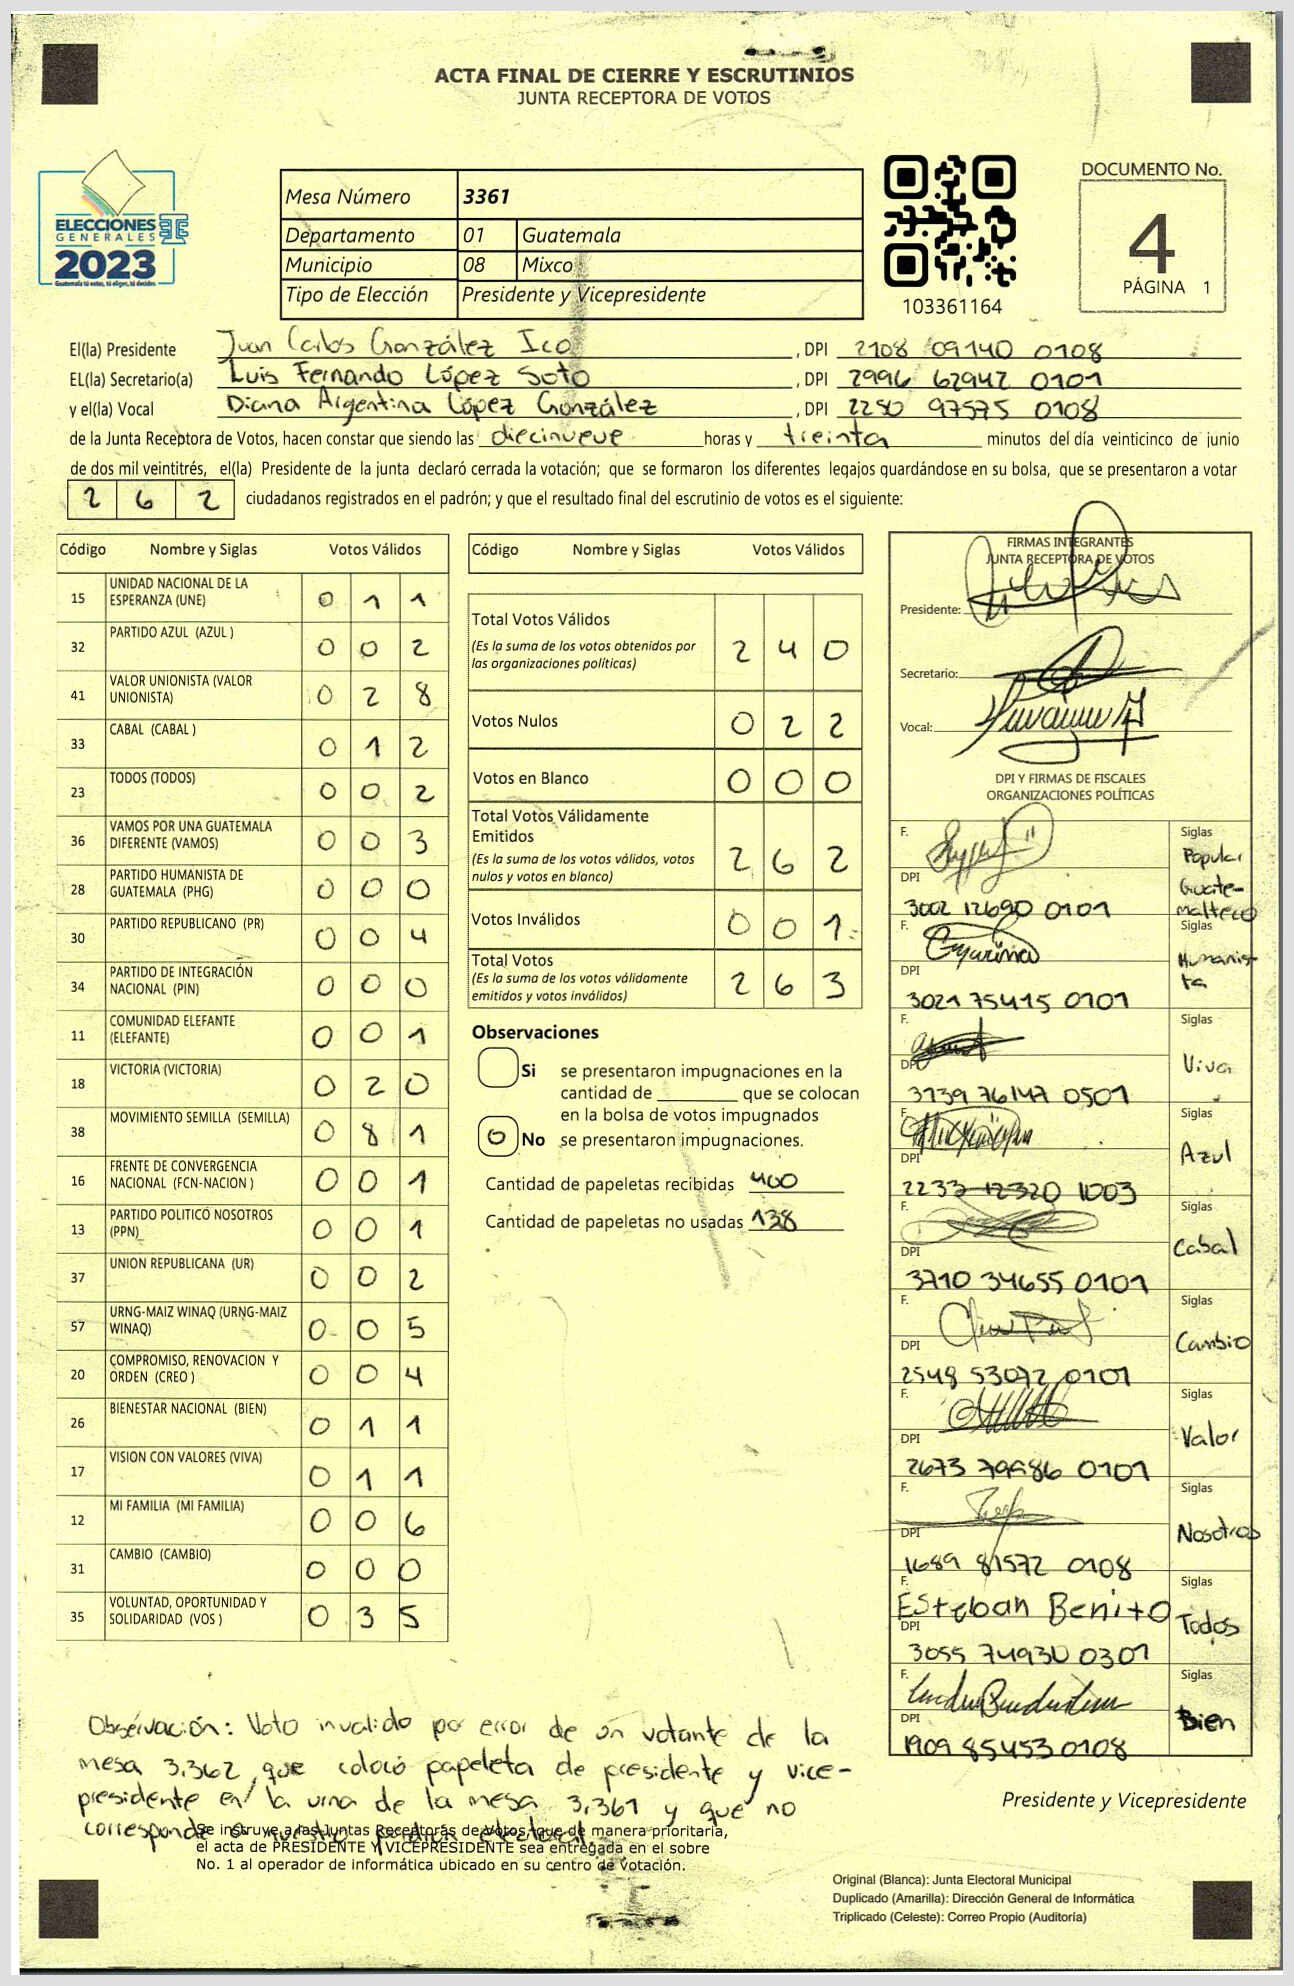 ACTA FINAL DE CIERRE Y ESCRUTINIOS
JUNTA RECEPTORA DE VOTOS
ELECCIONES
GENERALES
2023
Guatemala tú votas, tú eliges, tú decides
Mesa Número 3361
Departamento 01 Guatemala
Municipio 08 Mixco
Tipo de Elección Presidente y Vicepresidente
103361164
DOCUMENTO No.
4
PÁGINA 1
El(la) Presidente Juan Carlos González Ico, DPI 2108 09140 0108
EL(la) Secretario(a) Luis Fernando López Soto, DPI 2996 62942 0101
y el(la) Vocal Diana Argentina López González, DPI 2250 97575 0108
de la Junta Receptora de Votos, hacen constar que siendo las diecinueve horas y treinta minutos del día veinticinco de junio
de dos mil veintitrés, el(la) Presidente de la junta declaró cerrada la votación; que se formaron los diferentes legajos guardándose en su bolsa, que se presentaron a votar
262 ciudadanos registrados en el padrón; y que el resultado final del escrutinio de votos es el siguiente:
Código Nombre y Siglas Votos Válidos
15 UNIDAD NACIONAL DE LA ESPERANZA (UNE) 0 1 1
32 PARTIDO AZUL (AZUL ) 0 0 2
41 VALOR UNIONISTA (VALOR UNIONISTA) 0 2 8
33 CABAL (CABAL ) 0 1 2
23 TODOS (TODOS) 0 0 2
36 VAMOS POR UNA GUATEMALA DIFERENTE (VAMOS) 0 0 3
28 PARTIDO HUMANISTA DE GUATEMALA (PHG) 0 0 0
30 PARTIDO REPUBLICANO (PR) 0 0 4
34 PARTIDO DE INTEGRACIÓN NACIONAL (PIN) 0 0 0
11 COMUNIDAD ELEFANTE (ELEFANTE) 0 0 1
18 VICTORIA (VICTORIA) 0 2 0
38 MOVIMIENTO SEMILLA (SEMILLA) 0 8 1
16 FRENTE DE CONVERGENCIA NACIONAL (FCN-NACION ) 0 0 1
13 PARTIDO POLITICO NOSOTROS (PPN) 0 0 1
37 UNION REPUBLICANA (UR) 0 0 2
57 URNG-MAIZ WINAQ (URNG-MAIZ WINAQ) 0 0 5
20 COMPROMISO, RENOVACION Y ORDEN (CREO ) 0 0 4
26 BIENESTAR NACIONAL (BIEN) 0 1 1
17 VISION CON VALORES (VIVA) 0 1 1
12 MI FAMILIA (MI FAMILIA) 0 0 6
31 CAMBIO (CAMBIO) 0 0 0
35 VOLUNTAD, OPORTUNIDAD Y SOLIDARIDAD (VOS ) 0 3 5
Código Nombre y Siglas Votos Válidos
Total Votos Válidos
(Es la suma de los votos obtenidos por
las organizaciones políticas) 2 4 0
Votos Nulos 0 2 2
Votos en Blanco 0 0 0
Total Votos Válidamente
Emitidos
(Es la suma de los votos válidos, votos
nulos y votos en blanco) 2 6 2
Votos Inválidos 0 0 1
Total Votos
(Es la suma de los votos válidamente
emitidos y votos inválidos) 2 6 3
Observaciones
Si se presentaron impugnaciones en la
cantidad de ________ que se colocan
en la bolsa de votos impugnados
No se presentaron impugnaciones.
Cantidad de papeletas recibidas 400
Cantidad de papeletas no usadas 138
FIRMAS INTEGRANTES
JUNTA RECEPTORA DE VOTOS
Presidente:
Secretario:
Vocal:
DPI Y FIRMAS DE FISCALES
ORGANIZACIONES POLÍTICAS
F. Siglas
Popular Guate-malteco
DPI
3002 12690 0101
F. Siglas
Humanis-ta
DPI
3021 75415 0101
F. Siglas
Viva
DPI
3739 76147 0501
F. Siglas
Azul
DPI
2233 12320 1003
F. Siglas
Cabal
DPI
3710 34655 0101
F. Siglas
Cambio
DPI
2548 53072 0101
F. Siglas
Valor
DPI
2673 79986 0101
F. Siglas
Nosotros
DPI
1689 81572 0108
F. Siglas
Esteban Benito
Todos
DPI
3055 74930 0301
F. Siglas
Bien
DPI
1909 85453 0108
Presidente y Vicepresidente
Observación: Voto invalido por error de un votante de la
mesa 3,362, que colocó papeleta de presidente y vice-
presidente en la urna de la mesa 3,361 y que no
corresponde a nuestro padrón electoral.
Se instruye a las Juntas Receptoras de Votos, que de manera prioritaria,
el acta de PRESIDENTE Y VICEPRESIDENTE sea entregada en el sobre
No. 1 al operador de informática ubicado en su centro de votación.
Original (Blanca): Junta Electoral Municipal
Duplicado (Amarilla): Dirección General de Informática
Triplicado (Celeste): Correo Propio (Auditoría)